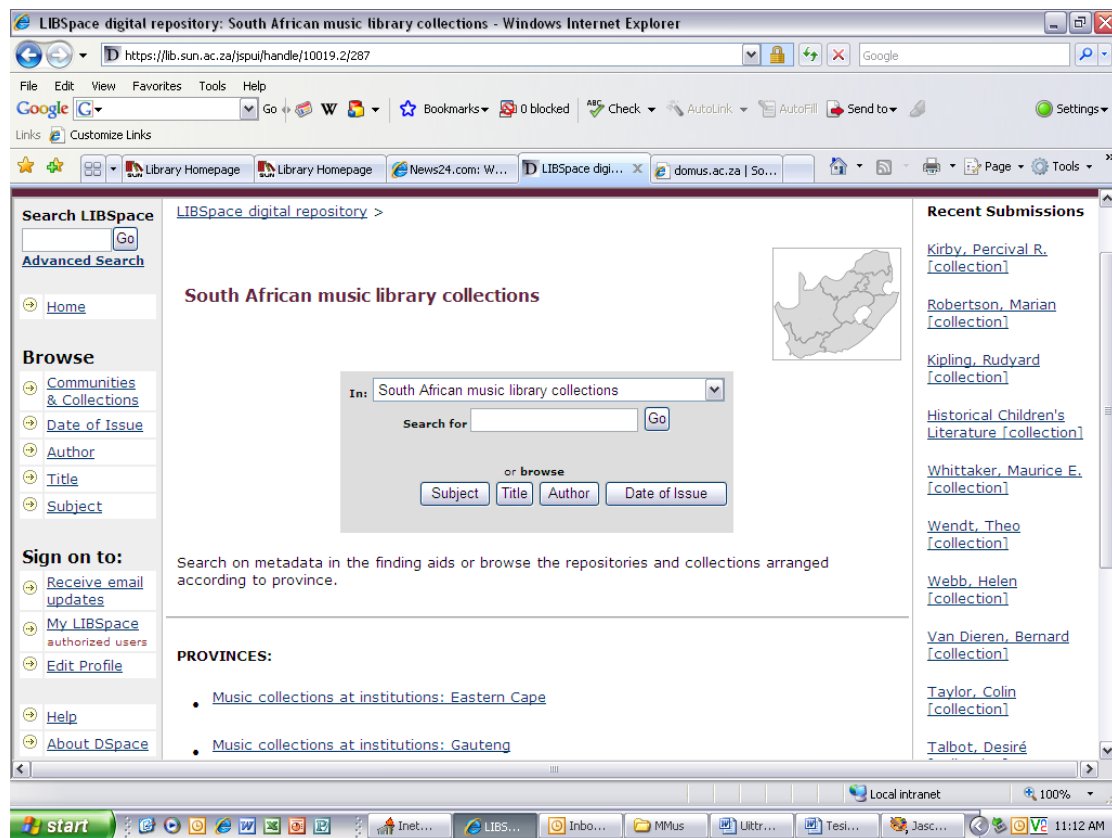 LIBSpace digital repository: South African music library collections - Windows Internet Explorer
https://lib.sun.ac.za/jspui/handle/10019.2/287
Google
File Edit View Favorites Tools Help
Google G Go W Bookmarks 0 blocked ABC Check AutoLink AutoFill Send to Settings
Links Customize Links
Library Homepage Library Homepage News24.com: W... LIBSpace digi... X domus.ac.za | So... Page Tools »
Search LIBSpace
Go
Advanced Search
Home
Browse
Communities
& Collections
Date of Issue
Author
Title
Subject
Sign on to:
Receive email
updates
My LIBSpace
authorized users
Edit Profile
Help
About DSpace
LIBSpace digital repository >
South African music library collections
In: South African music library collections
Search for Go
or browse
Subject Title Author Date of Issue
Search on metadata in the finding aids or browse the repositories and collections arranged
according to province.
PROVINCES:
• Music collections at institutions: Eastern Cape
• Music collections at institutions: Gauteng
Recent Submissions
Kirby, Percival R.
[collection]
Robertson, Marian
[collection]
Kipling, Rudyard
[collection]
Historical Children's
Literature [collection]
Whittaker, Maurice E.
[collection]
Wendt, Theo
[collection]
Webb, Helen
[collection]
Van Dieren, Bernard
[collection]
Taylor, Colin
[collection]
Talbot, Desiré
Local intranet 100%
start Inet... LIBS... Inbo... MMus Uittr... Tesi... Jasc... 11:12 AM